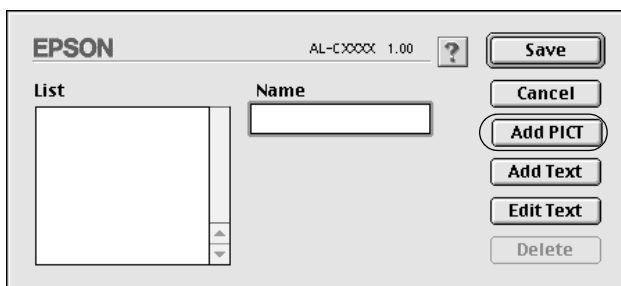 EPSON AL-CXXXX 1.00 ? Save
List Name Cancel
Add PICT
Add Text
Edit Text
Delete